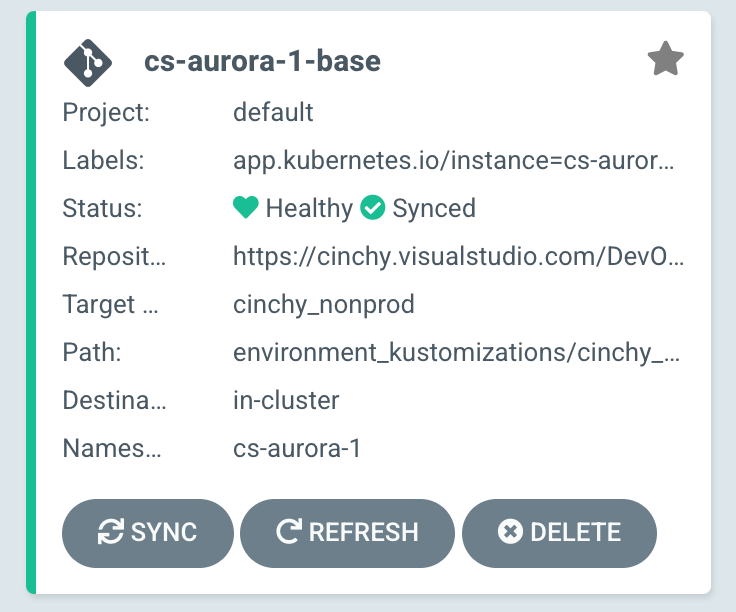 cs-aurora-1-base
Project: default
Labels: app.kubernetes.io/instance=cs-auror...
Status: Healthy Synced
Reposit... https://cinchy.visualstudio.com/DevO...
Target ... cinchy_nonprod
Path: environment_kustomizations/cinchy_...
Destina... in-cluster
Names... cs-aurora-1
SYNC REFRESH DELETE